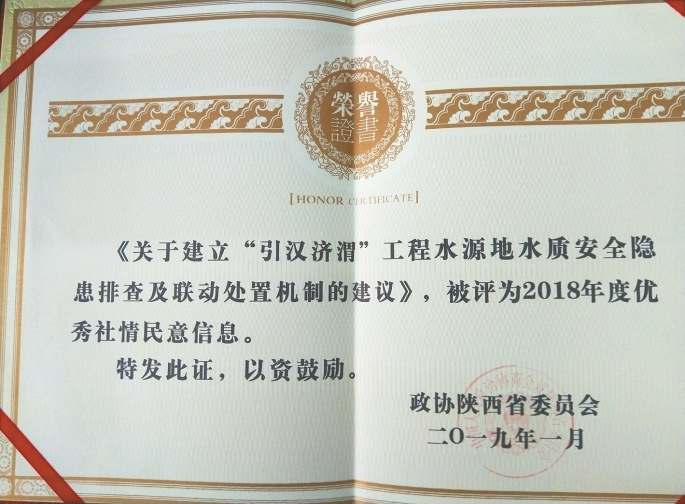 榮譽
證書
[HONOR CERTIFICATE]
《关于建立“引汉济渭”工程水源地水质安全隐
患排查及联动处置机制的建议》，被评为2018年度优
秀社情民意信息。
特发此证，以资鼓励。
政协陕西省委员会
二〇一九年一月